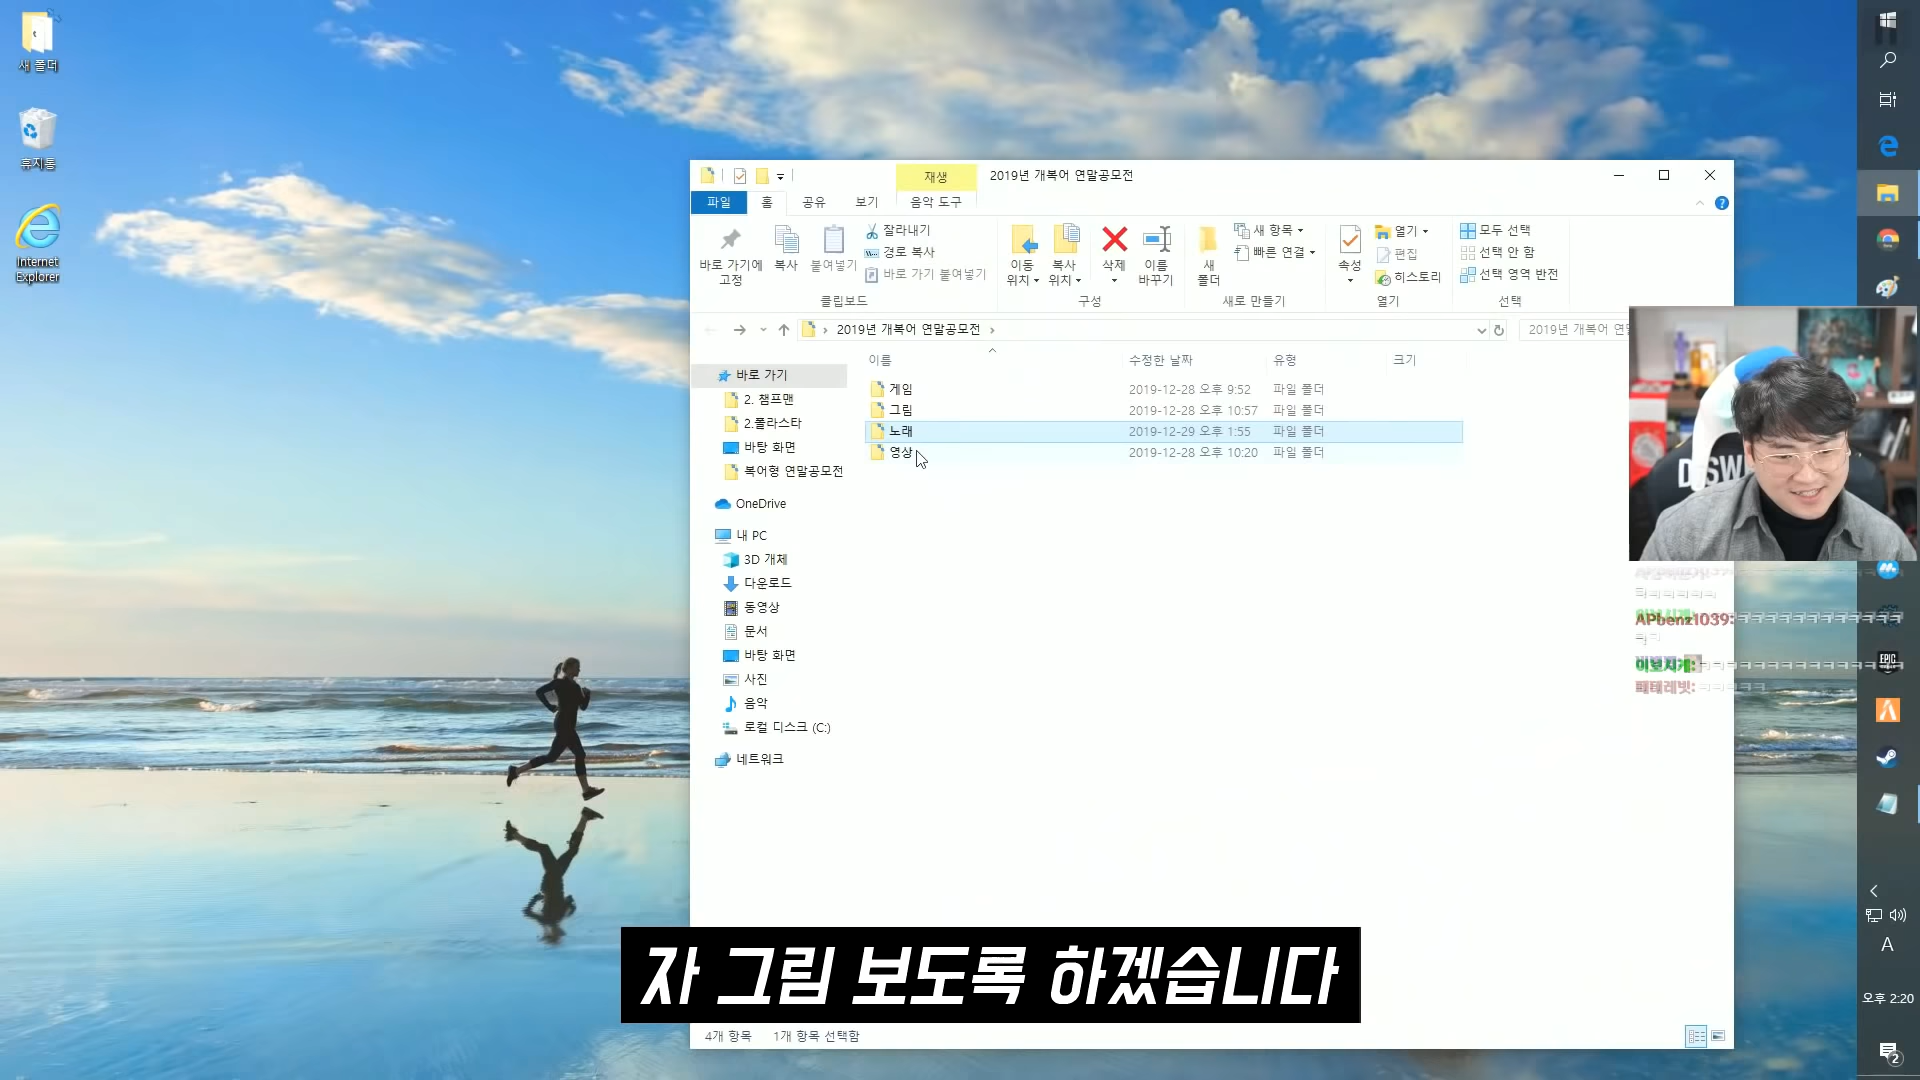 새 폴더
휴지통
Internet
Explorer
재생
2019년 개복어 연말공모전
파일
홈
공유
보기
음악 도구
바로 가기에
고정
복사
붙여넣기
잘라내기
경로 복사
바로 가기 붙여넣기
클립보드
이동
위치
복사
위치
삭제
이름
바꾸기
구성
새
폴더
새 항목
빠른 연결
새로 만들기
속성
열기
편집
히스토리
열기
모두 선택
선택 안 함
선택 영역 반전
선택
2019년 개복어 연말공모전
2019년 개복어 연
이름
수정한 날짜
유형
크기
게임 2019-12-28 오후 9:52 파일 폴더
그림 2019-12-28 오후 10:57 파일 폴더
노래 2019-12-29 오후 1:55 파일 폴더
영상 2019-12-28 오후 10:20 파일 폴더
바로 가기
2. 챔프맨
2.폴라스타
바탕 화면
복어형 연말공모전
OneDrive
내 PC
3D 개체
다운로드
동영상
문서
바탕 화면
사진
음악
로컬 디스크 (C:)
네트워크
APbenz1039:
EPIC
자 그림 보도록 하겠습니다
4개 항목
1개 항목 선택함
A
오후 2:20
2